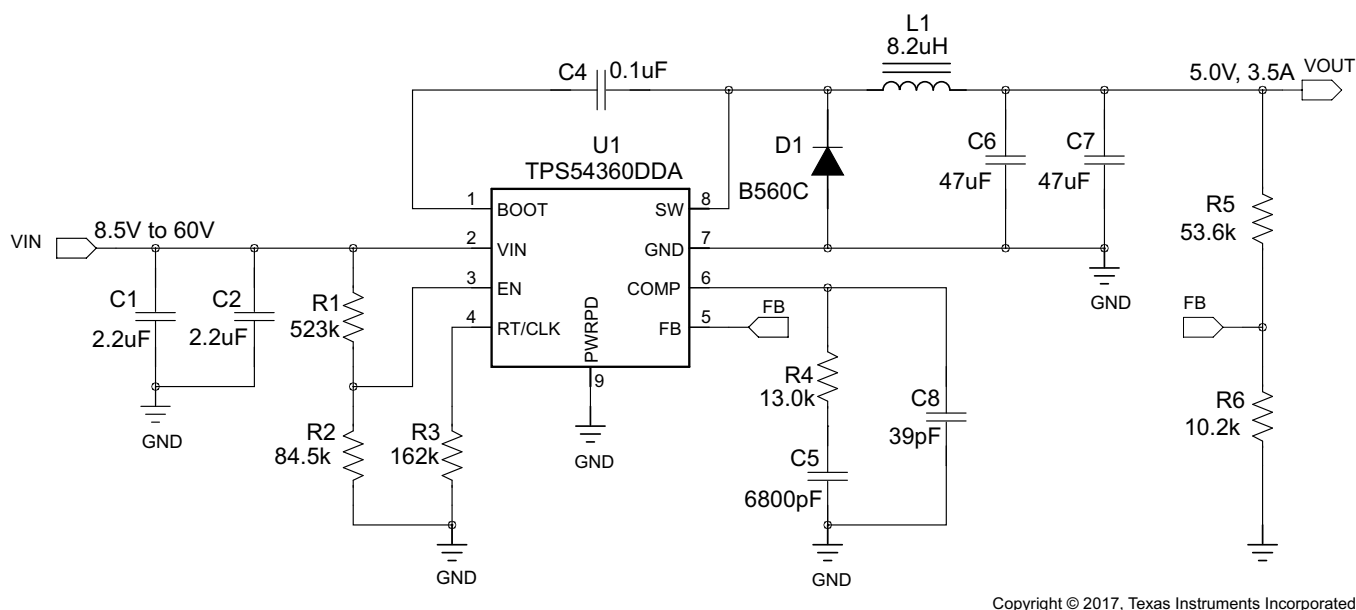 L1
8.2uH
C4
0.1uF
5.0V, 3.5A
VOUT
U1
TPS54360DDA
D1
B560C
C6
47uF
C7
47uF
R5
53.6k
1
BOOT
SW
8
VIN
8.5V to 60V
2
VIN
GND
7
3
EN
COMP
6
4
RT/CLK
FB
5
PWRPD
9
FB
FB
GND
C1
2.2uF
C2
2.2uF
R1
523k
GND
R2
84.5k
R3
162k
GND
GND
R4
13.0k
C8
39pF
C5
6800pF
GND
R6
10.2k
Copyright © 2017, Texas Instruments Incorporated